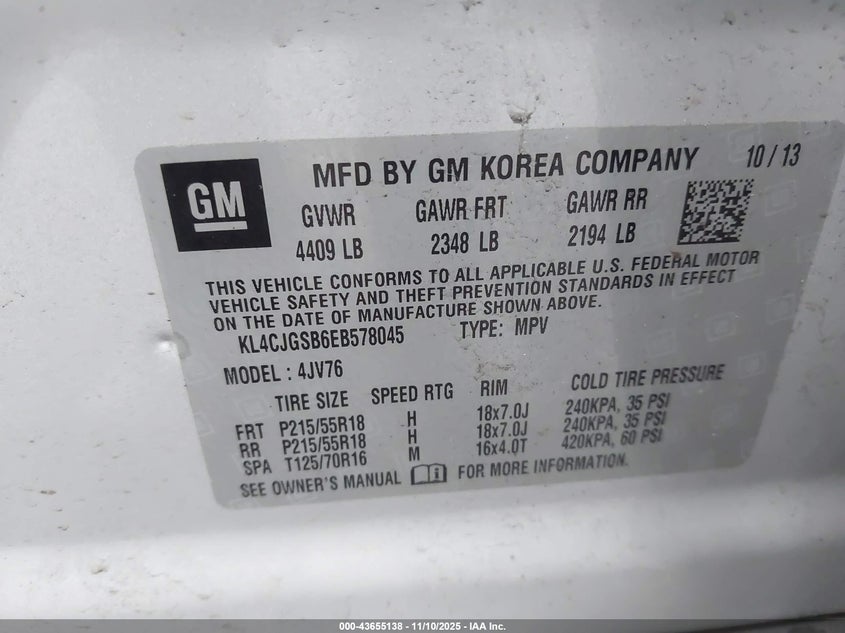 GM
MFD BY GM KOREA COMPANY 10/13
GVWR GAWR FRT GAWR RR
4409 LB 2348 LB 2194 LB
THIS VEHICLE CONFORMS TO ALL APPLICABLE U.S. FEDERAL MOTOR
VEHICLE SAFETY AND THEFT PREVENTION STANDARDS IN EFFECT
ON THE DATE OF MANUFACTURE SHOWN ABOVE.
KL4CJGSB6EB578045 TYPE: MPV
MODEL : 4JV76
TIRE SIZE SPEED RTG RIM COLD TIRE PRESSURE
FRT P215/55R18 H 18x7.0J 240KPA, 35 PSI
RR P215/55R18 H 18x7.0J 240KPA, 35 PSI
SPA T125/70R16 M 16x4.0T 420KPA, 60 PSI
SEE OWNER'S MANUAL FOR MORE INFORMATION.
000-43655138 - 11/10/2025 - IAA Inc.